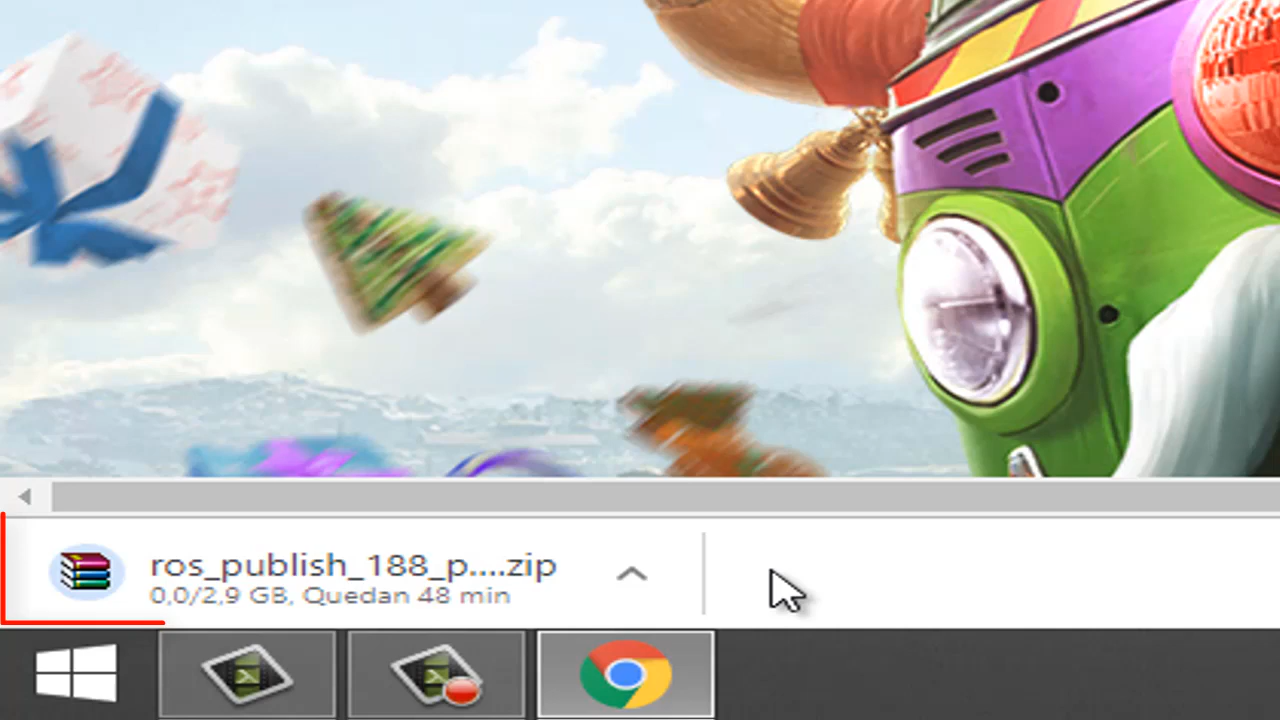 ros_publish_188_p....zip
0,0/2,9 GB, Quedan 48 min